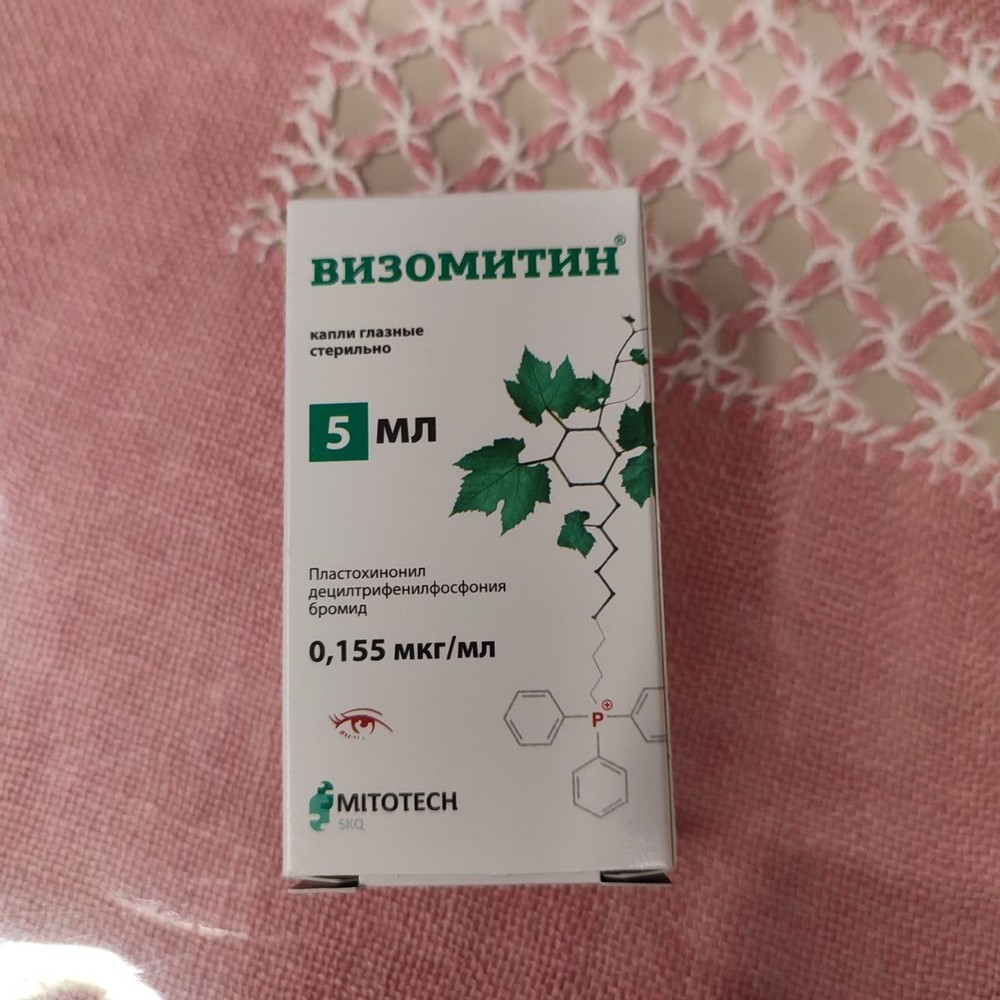 ВИЗОМИТИН®
капли глазные
стерильно
5 мл
Пластохинонил
децилтрифенилфосфония
бромид
0,155 мкг/мл
P⊕
MITOTECH
SKQ